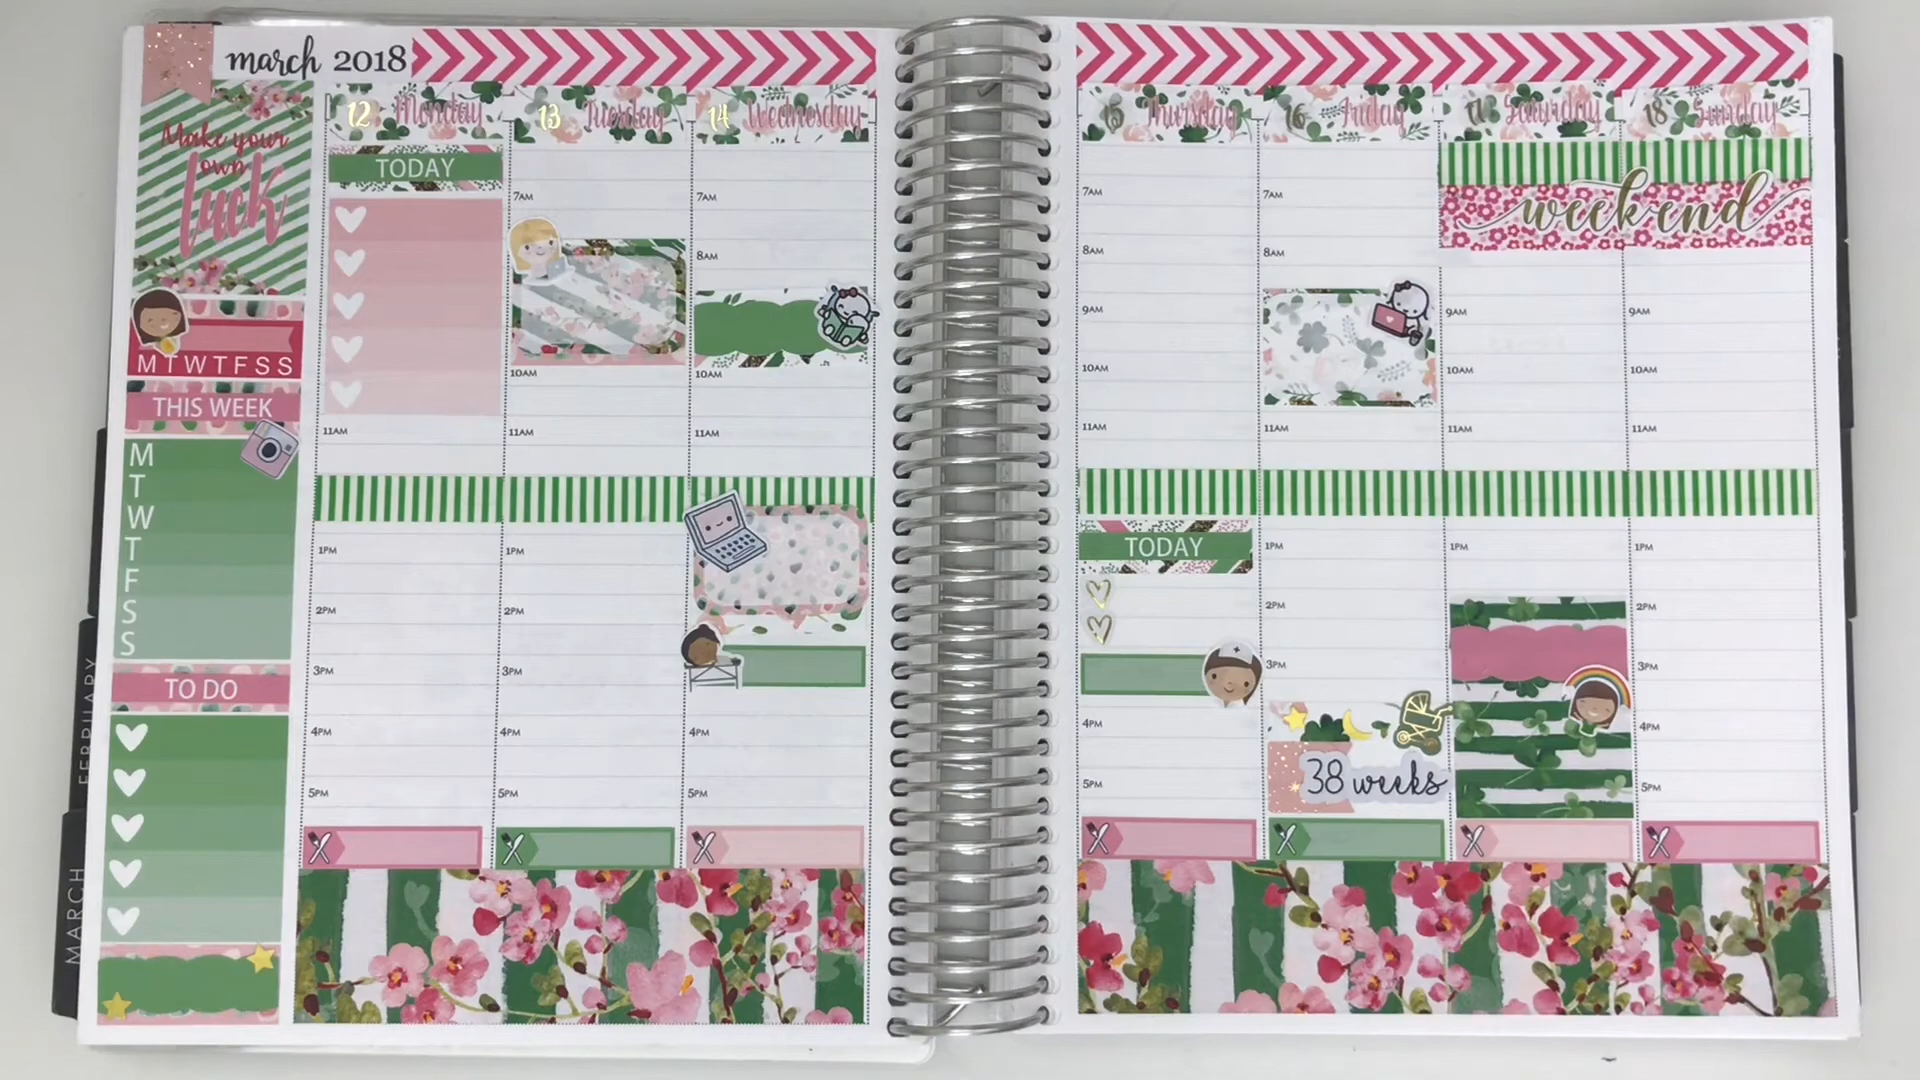 march 2018
Make your
own
luck
M T W T F S S
THIS WEEK
M
T
W
T
F
S
S
TO DO
FEBRUARY
MARCH
12 Monday
TODAY
11AM
1PM
2PM
3PM
4PM
5PM
13 Tuesday
7AM
10AM
11AM
1PM
2PM
3PM
4PM
5PM
14 Wednesday
7AM
8AM
10AM
11AM
4PM
5PM
15 Thursday
7AM
8AM
9AM
10AM
11AM
TODAY
4PM
5PM
16 Friday
7AM
8AM
11AM
1PM
2PM
3PM
38 weeks
17 Saturday
18 Sunday
weekend
9AM
10AM
11AM
1PM
9AM
10AM
11AM
1PM
2PM
3PM
4PM
5PM